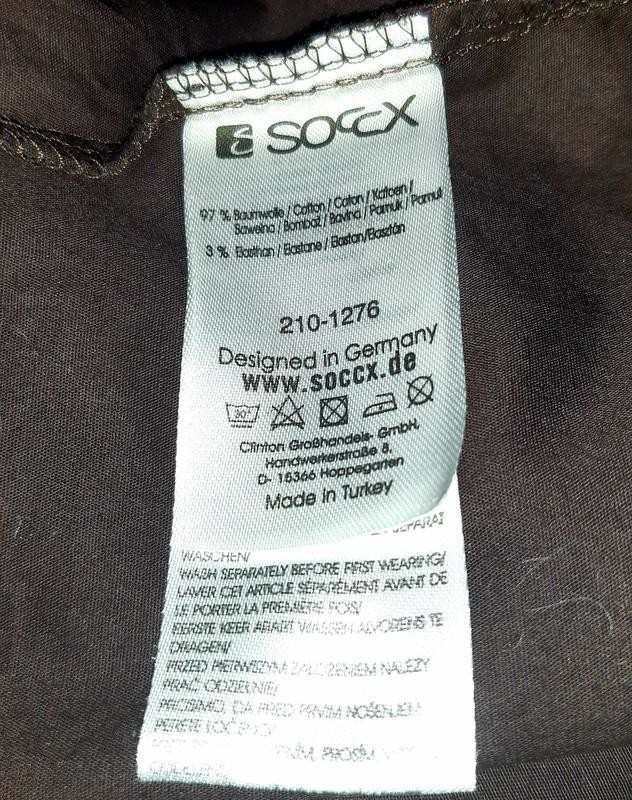 SOCCX
97 % Baumwolle / Cotton / Coton / Katoen /
Bawełna / Bombaž / Bavlna / Pamuk / Pamut
3 % Elasthan / Elastane / Elastan/Elastán
210-1276
Designed in Germany
www.soccx.de
30°
Clinton Großhandels- GmbH,
Handwerkerstraße 8,
D- 15366 Hoppegarten
Made in Turkey
SEPARAT
WASCHEN/
WASH SEPARATELY BEFORE FIRST WEARING/
LAVER CET ARTICLE SÉPARÉMENT AVANT DE
LE PORTER LA PREMIÈRE FOIS/
EERSTE KEER APART WASSEN ALVORENS TE
DRAGEN/
PRZED PIERWSZYM ZAŁOŻENIEM NALEŻY
PRAĆ ODZIELNIE/
PROSIMO, DA PRED PRVIM NOŠENJEM
PERETE LOČENO/
PROSÍM